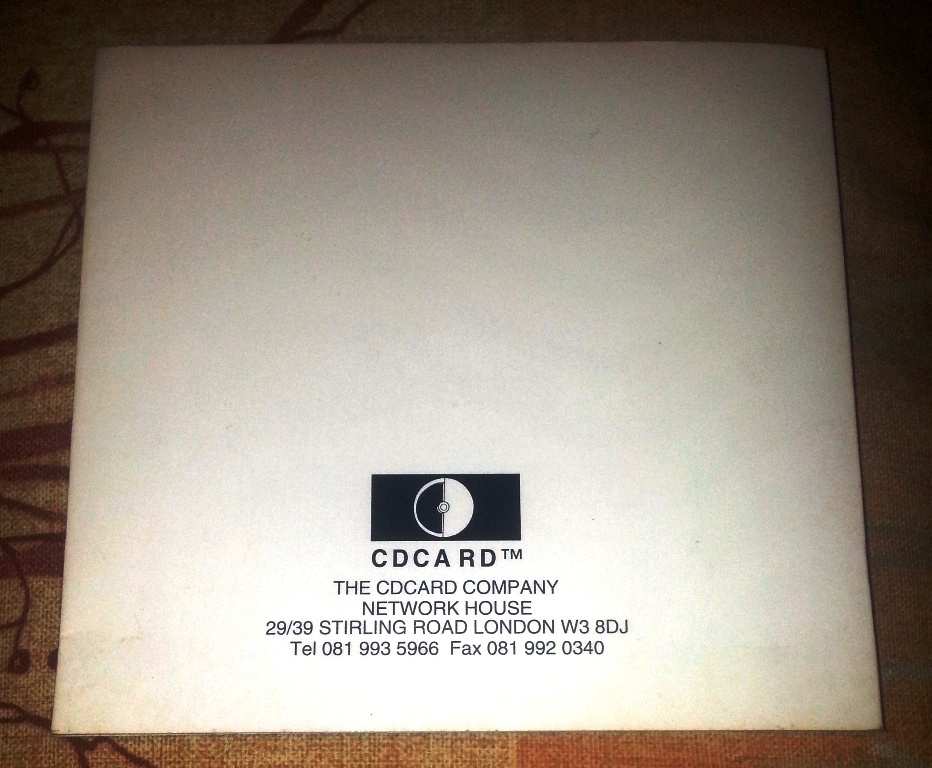 CDCARD™
THE CDCARD COMPANY
NETWORK HOUSE
29/39 STIRLING ROAD LONDON W3 8DJ
Tel 081 993 5966 Fax 081 992 0340